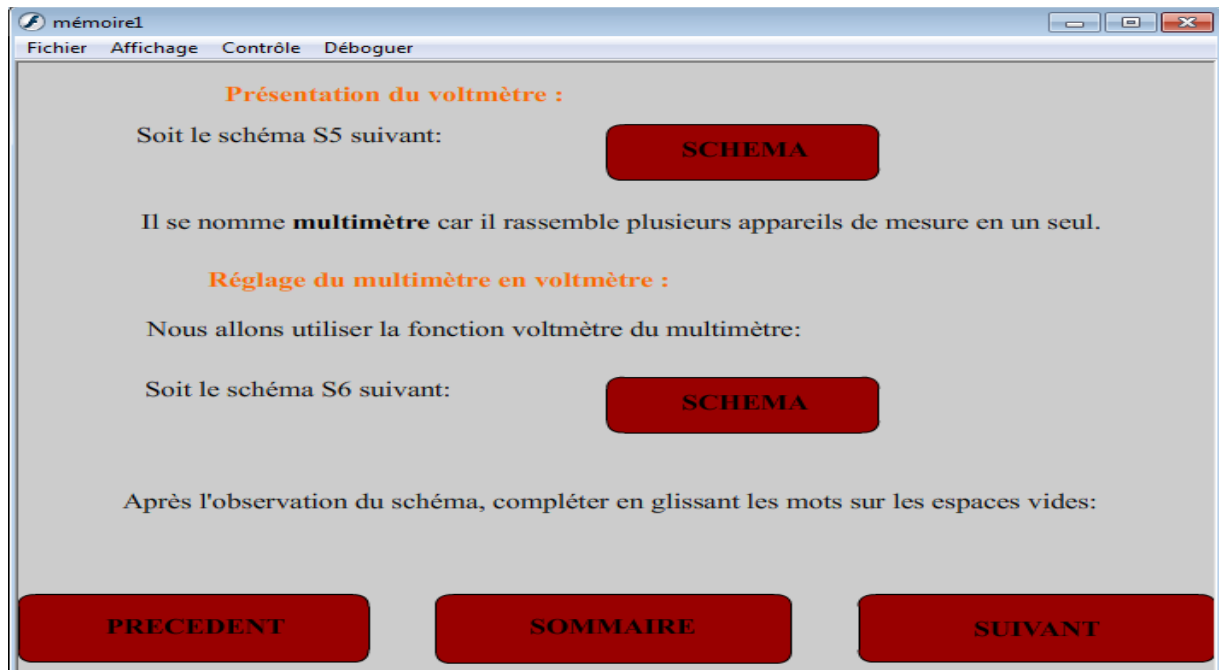 mémoire1
Fichier Affichage Contrôle Déboguer
Présentation du voltmètre :
Soit le schéma S5 suivant:
SCHEMA
Il se nomme multimètre car il rassemble plusieurs appareils de mesure en un seul.
Réglage du multimètre en voltmètre :
Nous allons utiliser la fonction voltmètre du multimètre:
Soit le schéma S6 suivant:
SCHEMA
Après l'observation du schéma, compléter en glissant les mots sur les espaces vides:
PRECEDENT SOMMAIRE SUIVANT